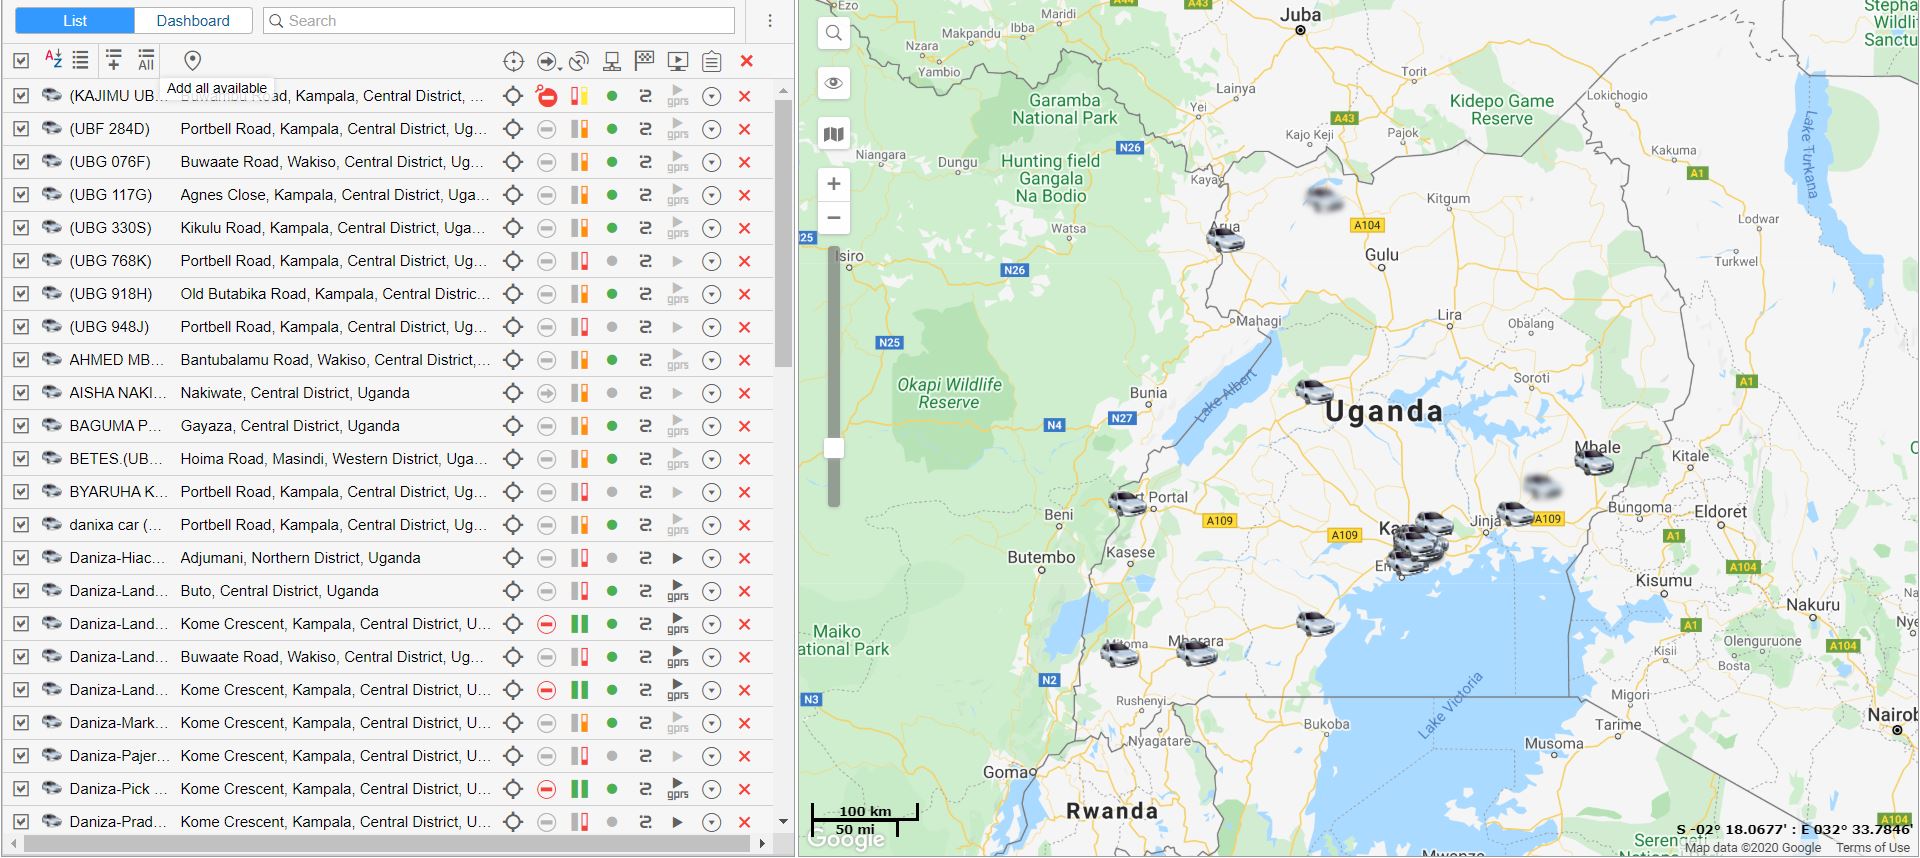 List
Dashboard
Search
A Z
All
Add all available
(KAJIMU UB... Road, Kampala, Central District, ... gprs
(UBF 284D) Portbell Road, Kampala, Central District, Ug... gprs
(UBG 076F) Buwaate Road, Wakiso, Central District, Ug... gprs
(UBG 117G) Agnes Close, Kampala, Central District, Uga... gprs
(UBG 330S) Kikulu Road, Kampala, Central District, Uga... gprs
(UBG 768K) Portbell Road, Kampala, Central District, Ug...
(UBG 918H) Old Butabika Road, Kampala, Central Distric... gprs
(UBG 948J) Portbell Road, Kampala, Central District, Ug...
AHMED MB... Bantubalamu Road, Wakiso, Central District,... gprs
AISHA NAKI... Nakiwate, Central District, Uganda
BAGUMA P... Gayaza, Central District, Uganda gprs
BETES.(UB... Hoima Road, Masindi, Western District, Uga... gprs
BYARUHA K... Portbell Road, Kampala, Central District, Ug...
danixa car (... Portbell Road, Kampala, Central District, Ug... gprs
Daniza-Hiac... Adjumani, Northern District, Uganda
Daniza-Land... Buto, Central District, Uganda gprs
Daniza-Land... Kome Crescent, Kampala, Central District, U... gprs
Daniza-Land... Buwaate Road, Wakiso, Central District, Ug... gprs
Daniza-Land... Kome Crescent, Kampala, Central District, U... gprs
Daniza-Mark... Kome Crescent, Kampala, Central District, U... gprs
Daniza-Pajer... Kome Crescent, Kampala, Central District, U...
Daniza-Pick ... Kome Crescent, Kampala, Central District, U... gprs
Daniza-Prad... Kome Crescent, Kampala, Central District, U...
Ezo
A44
A43
Juba
Maridi
Ibba
Makpandu
Nzara
Yambio
Torit
Lainya
Yei
Garamba
National Park
Kidepo Game
Reserve
Lokichogio
A43
Kajo Keji
Pajok
N26
Niangara
Dungu
Hunting field
Gangala
Na Bodio
Kakuma
A1
Lake Turkana
Kaya
Kitgum
Watsa
Arua
A104
Lodwar
25
Isiro
Gulu
Turkwel
N26
Mahagi
Lira
Obalang
N25
Okapi Wildlife
Reserve
Lake Albert
Bunia
Soroti
A1
N4
N27
Uganda
Mbale
Kitale
rt Portal
Beni
A109
Jinja
A109
Bungoma
Eldoret
Ka
A109
A1
Butembo
Kasese
En
Kisumu
A104
Nakuru
Maiko
ational Park
Mitoma
Mbarara
A1
Kisii
Olenguruone
A104
Bosta
N2
N3
Rushenyi
Migori
Lake Victoria
Bukoba
Tarime
Nairob
Nyagatare
Musoma
Goma
Rwanda
100 km
50 mi
Google
A104
Serengeti
National
Mwanza
S -02° 18.0677' : E 032° 33.7846'
Map data ©2020 Google
Terms of Use